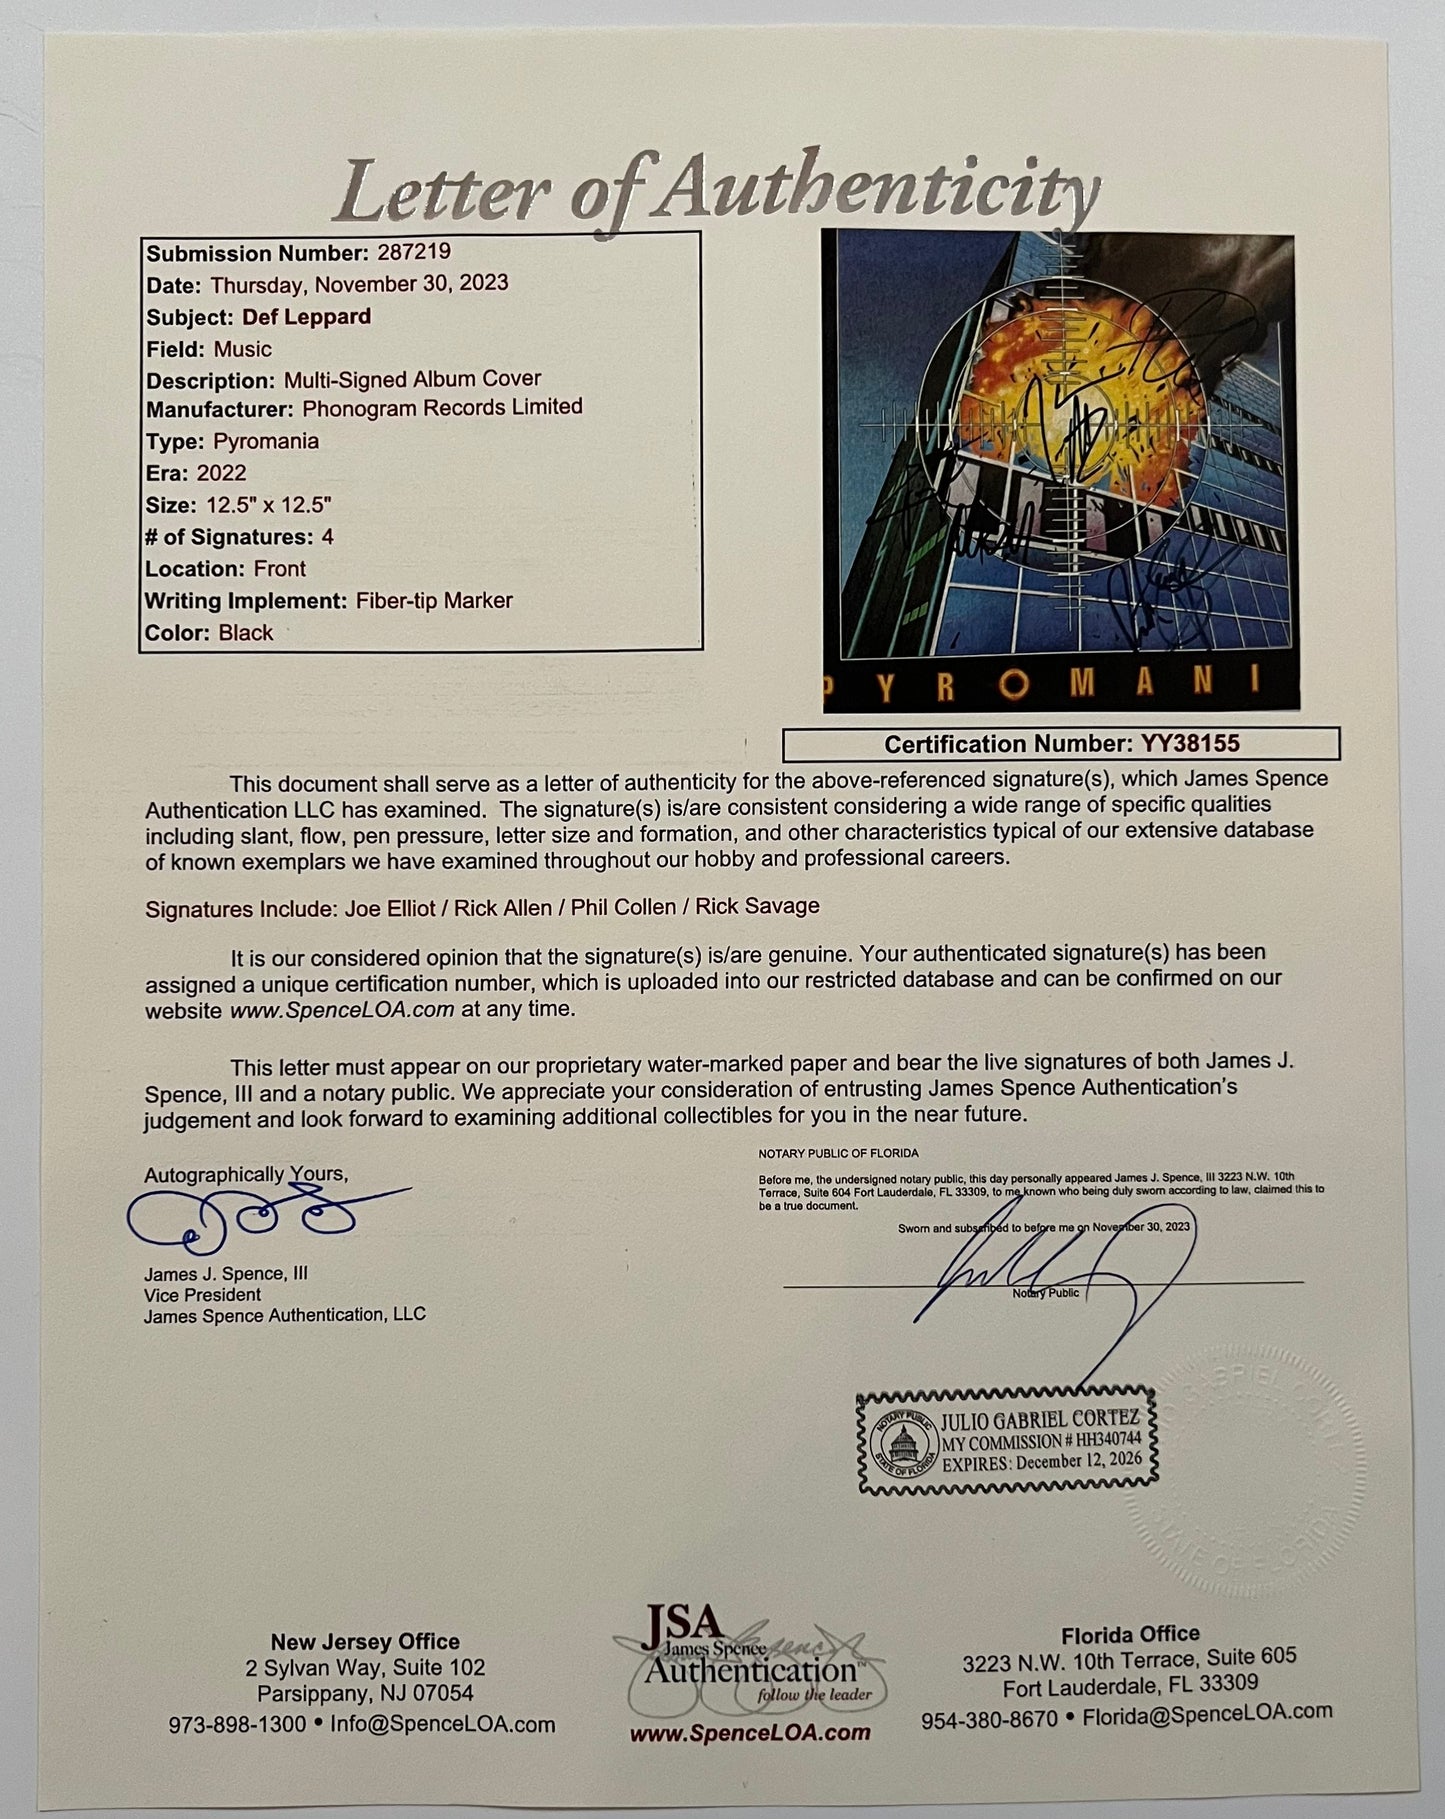 Letter of Authenticity
Submission Number: 287219
Date: Thursday, November 30, 2023
Subject: Def Leppard
Field: Music
Description: Multi-Signed Album Cover
Manufacturer: Phonogram Records Limited
Type: Pyromania
Era: 2022
Size: 12.5" x 12.5"
# of Signatures: 4
Location: Front
Writing Implement: Fiber-tip Marker
Color: Black
PYROMANI
Certification Number: YY38155
This document shall serve as a letter of authenticity for the above-referenced signature(s), which James Spence
Authentication LLC has examined. The signature(s) is/are consistent considering a wide range of specific qualities
including slant, flow, pen pressure, letter size and formation, and other characteristics typical of our extensive database
of known exemplars we have examined throughout our hobby and professional careers.
Signatures Include: Joe Elliot / Rick Allen / Phil Collen / Rick Savage
It is our considered opinion that the signature(s) is/are genuine. Your authenticated signature(s) has been
assigned a unique certification number, which is uploaded into our restricted database and can be confirmed on our
website www.SpenceLOA.com at any time.
This letter must appear on our proprietary water-marked paper and bear the live signatures of both James J.
Spence, III and a notary public. We appreciate your consideration of entrusting James Spence Authentication's
judgement and look forward to examining additional collectibles for you in the near future.
Autographically Yours,
James J. Spence, III
Vice President
James Spence Authentication, LLC
NOTARY PUBLIC OF FLORIDA
Before me, the undersigned notary public, this day personally appeared James J. Spence, III 3223 N.W. 10th
Terrace, Suite 604 Fort Lauderdale, FL 33309, to me known who being duly sworn according to law, claimed this to
be a true document.
Sworn and subscribed to before me on November 30, 2023
Notary Public
NOTARY PUBLIC
STATE OF FLORIDA
JULIO GABRIEL CORTEZ
MY COMMISSION # HH340744
EXPIRES: December 12, 2026
GABRIEL CORT
STATE OF FLORIDA
New Jersey Office
2 Sylvan Way, Suite 102
Parsippany, NJ 07054
973-898-1300 • Info@SpenceLOA.com
JSA
James Spence
Authentication™
follow the leader
www.SpenceLOA.com
Florida Office
3223 N.W. 10th Terrace, Suite 605
Fort Lauderdale, FL 33309
954-380-8670 • Florida@SpenceLOA.com